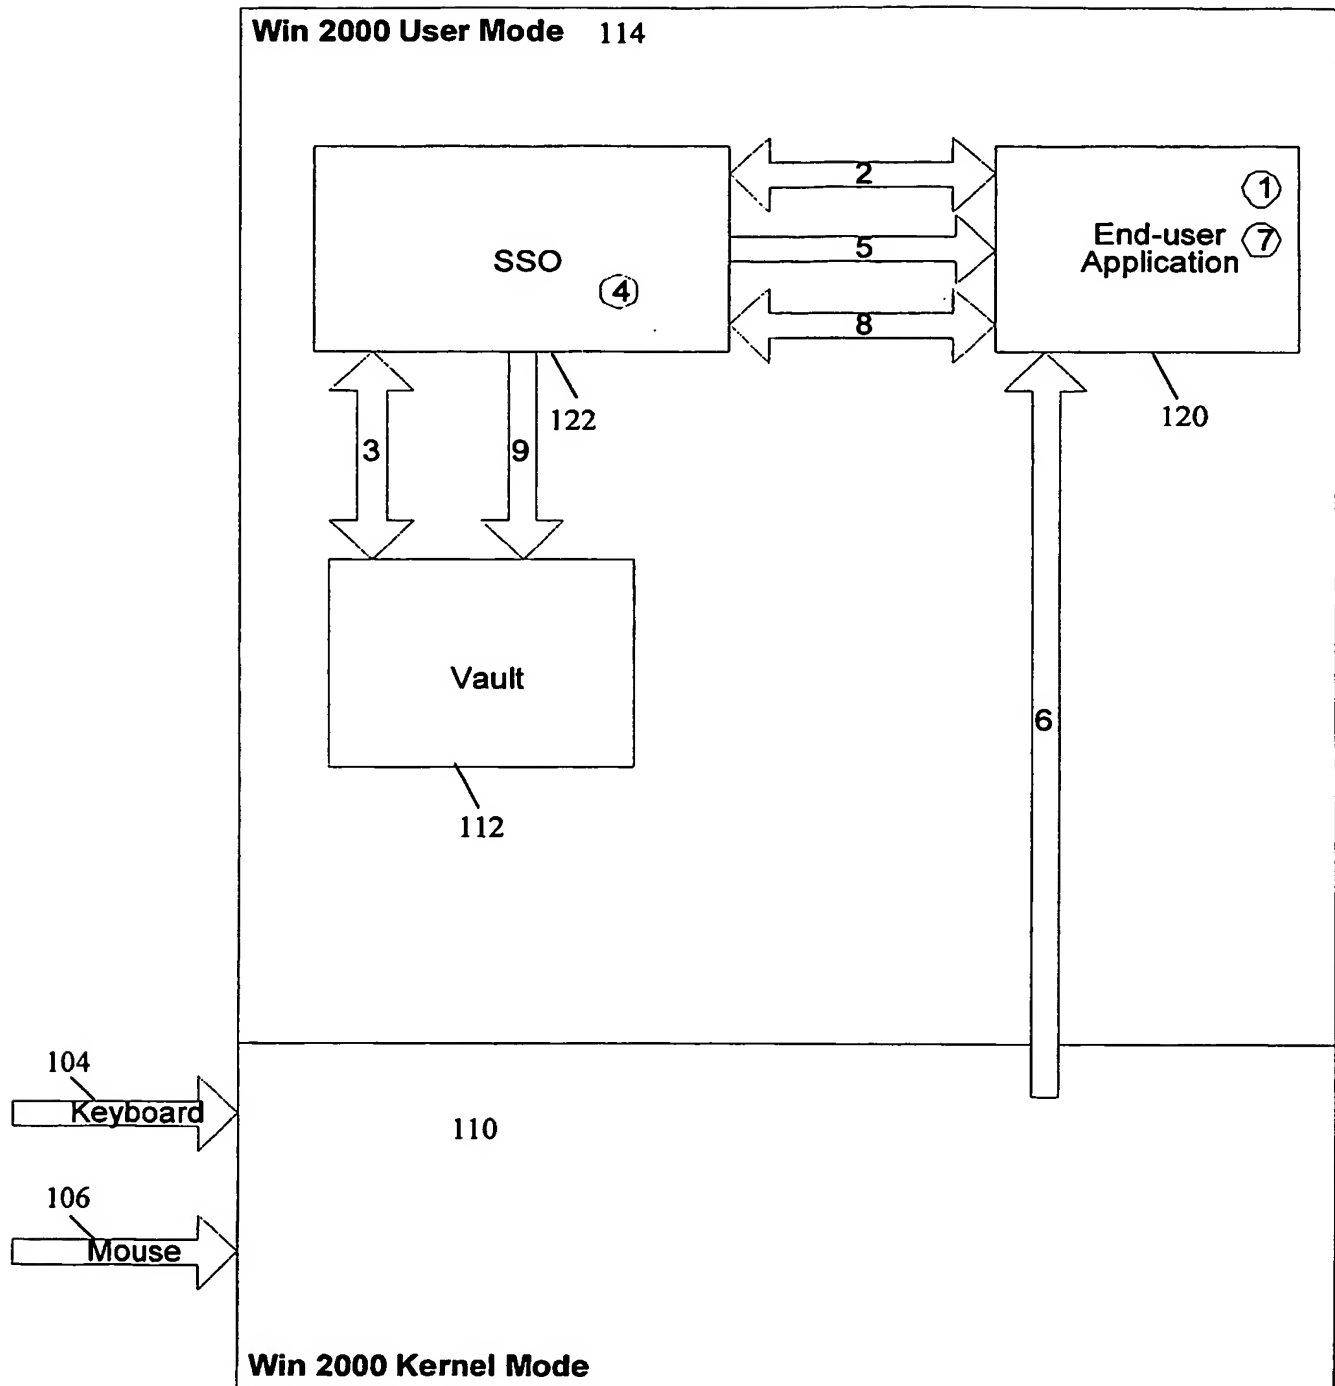 Win 2000 User Mode 114
2
1
5
End-user
Application
7
SSO
4
8
122
120
3
9
Vault
6
112
104
Keyboard
110
106
Mouse
Win 2000 Kernel Mode